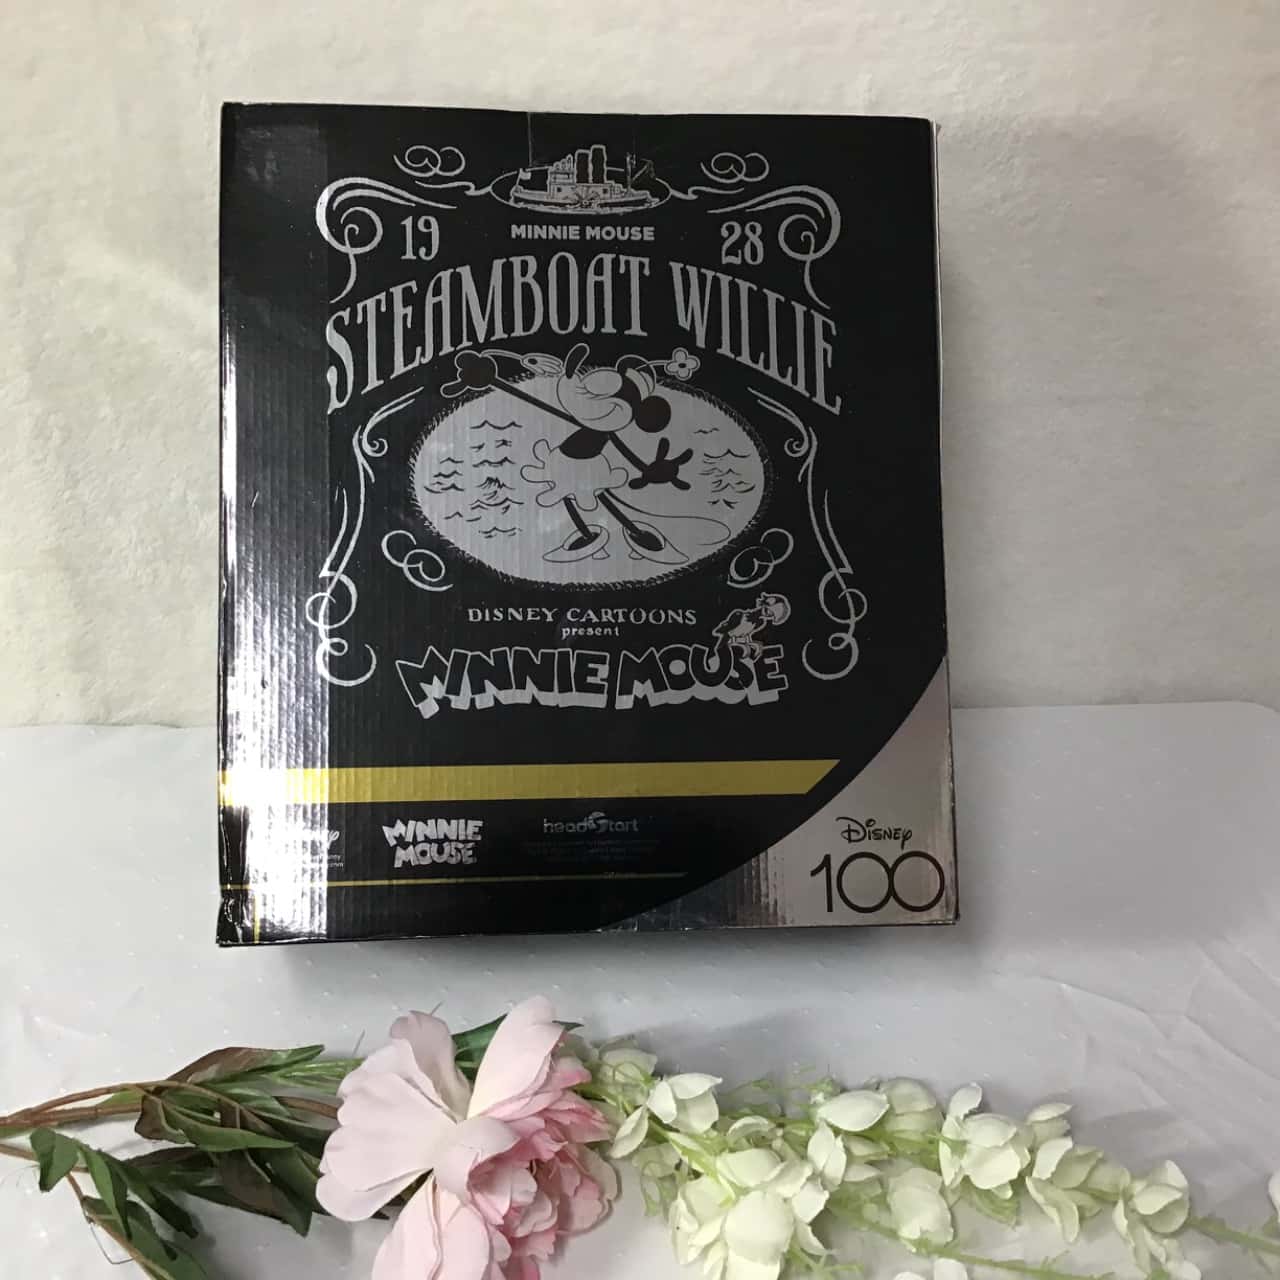 19 MINNIE MOUSE 28
STEAMBOAT WILLIE
DISNEY CARTOONS
present
MINNIE MOUSE
MINNIE
MOUSE
headstart
Disney
100